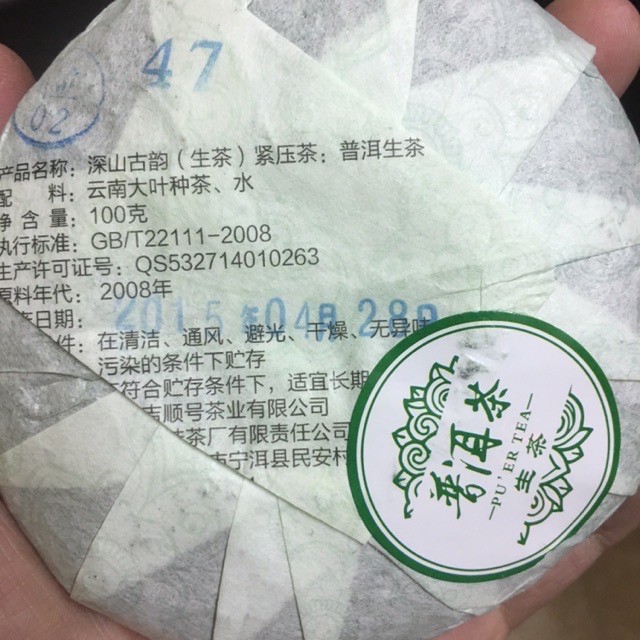 47
02
产品名称：深山古韵（生茶）紧压茶：普洱生茶
配 料：云南大叶种茶、水
净 含 量：100克
执行标准：GB/T22111-2008
生产许可证号：QS532714010263
原料年代：2008年
日期：2015年04月28日
件：在清洁、通风、避光、干燥、无异味
污染的条件下贮存
符合贮存条件下，适宜长期
顺号茶业有限公司
茶厂有限责任公司
宁洱县民安村
普洱茶
PU'ER TEA
生茶